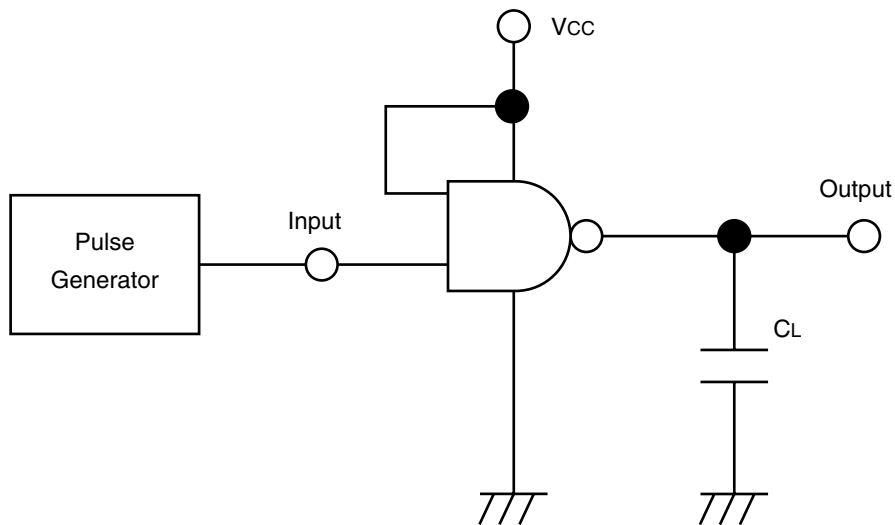 VCC
Output
Input
Pulse
Generator
CL